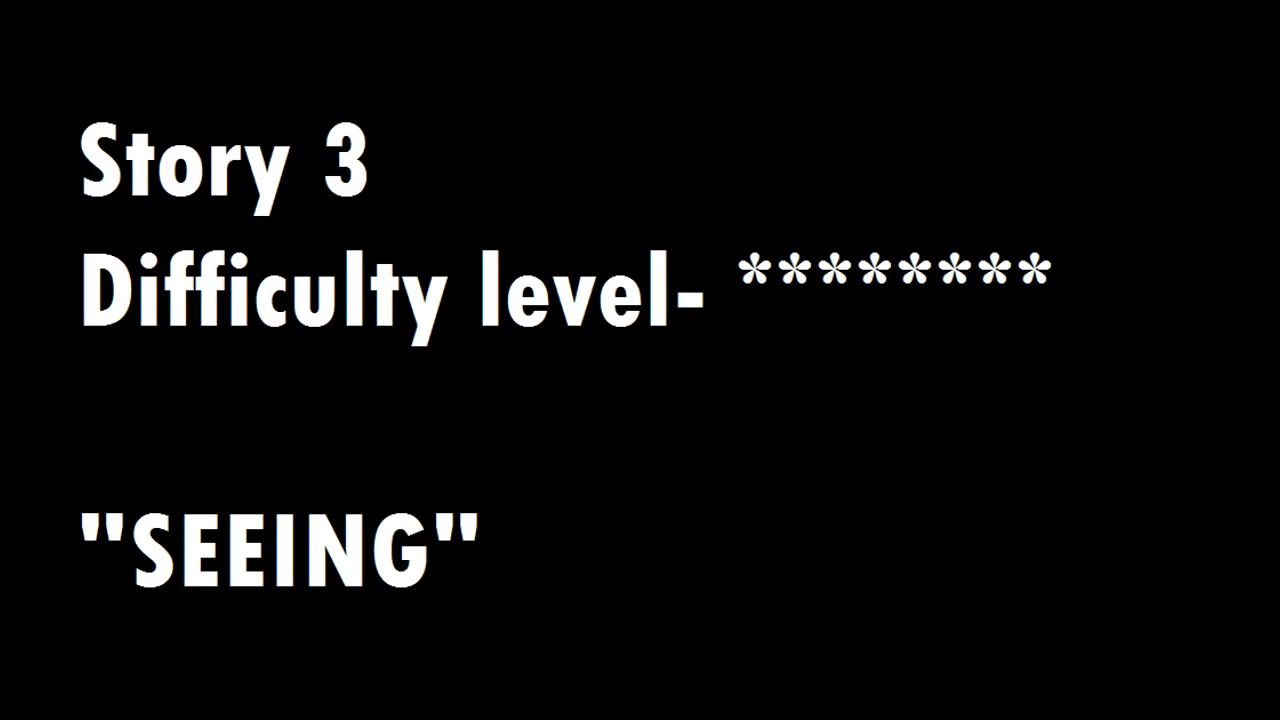 Story 3
Difficulty level- ********
"SEEING"